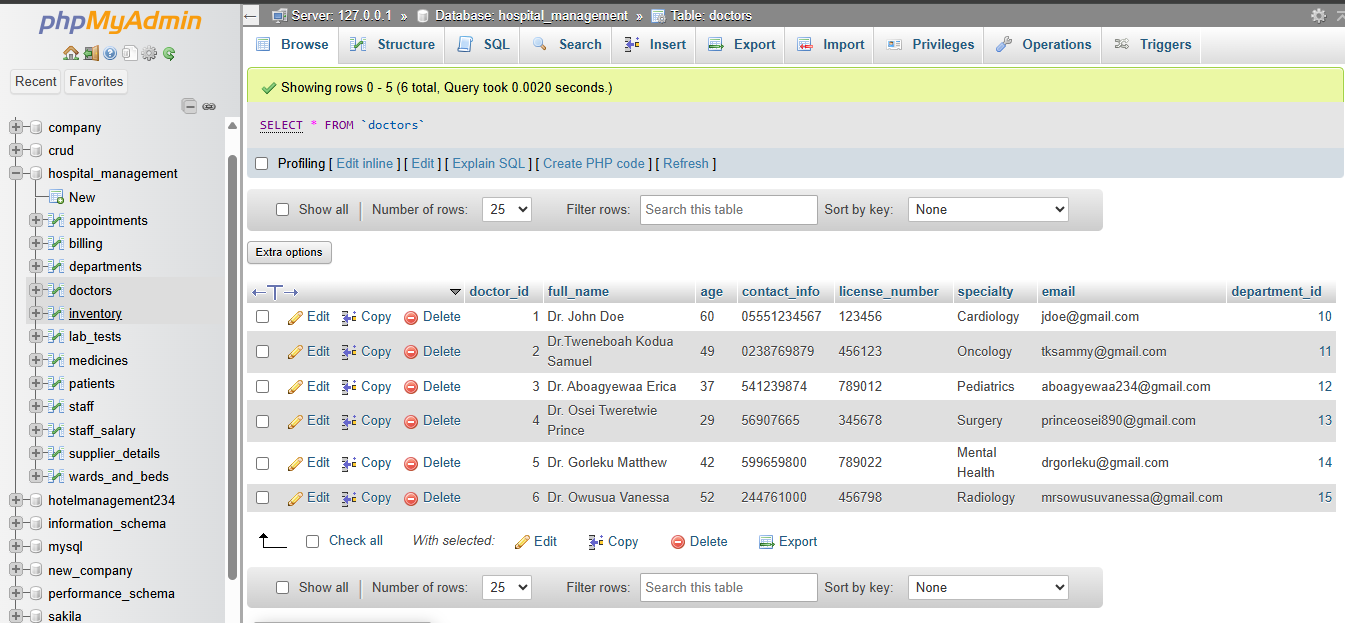 phpMyAdmin
Recent Favorites
company
crud
hospital_management
New
appointments
billing
departments
doctors
inventory
lab_tests
medicines
patients
staff
staff_salary
supplier_details
wards_and_beds
hotelmanagement234
information_schema
mysql
new_company
performance_schema
sakila
Server: 127.0.0.1 » Database: hospital_management » Table: doctors
Browse Structure SQL Search Insert Export Import Privileges Operations Triggers
Showing rows 0 - 5 (6 total, Query took 0.0020 seconds.)
SELECT * FROM `doctors`
Profiling [ Edit inline ] [ Edit ] [ Explain SQL ] [ Create PHP code ] [ Refresh ]
Show all Number of rows: 25 Filter rows: Search this table Sort by key: None
Extra options
doctor_id full_name age contact_info license_number specialty email department_id
Edit Copy Delete 1 Dr. John Doe 60 05551234567 123456 Cardiology jdoe@gmail.com 10
Edit Copy Delete 2 Dr.Tweneboah Kodua Samuel 49 0238769879 456123 Oncology tksammy@gmail.com 11
Edit Copy Delete 3 Dr. Aboagyewaa Erica 37 541239874 789012 Pediatrics aboagyewaa234@gmail.com 12
Edit Copy Delete 4 Dr. Osei Tweretwie Prince 29 56907665 345678 Surgery princeosei890@gmail.com 13
Edit Copy Delete 5 Dr. Gorleku Matthew 42 599659800 789022 Mental Health drgorleku@gmail.com 14
Edit Copy Delete 6 Dr. Owusua Vanessa 52 244761000 456798 Radiology mrsowusuvanessa@gmail.com 15
Check all With selected: Edit Copy Delete Export
Show all Number of rows: 25 Filter rows: Search this table Sort by key: None